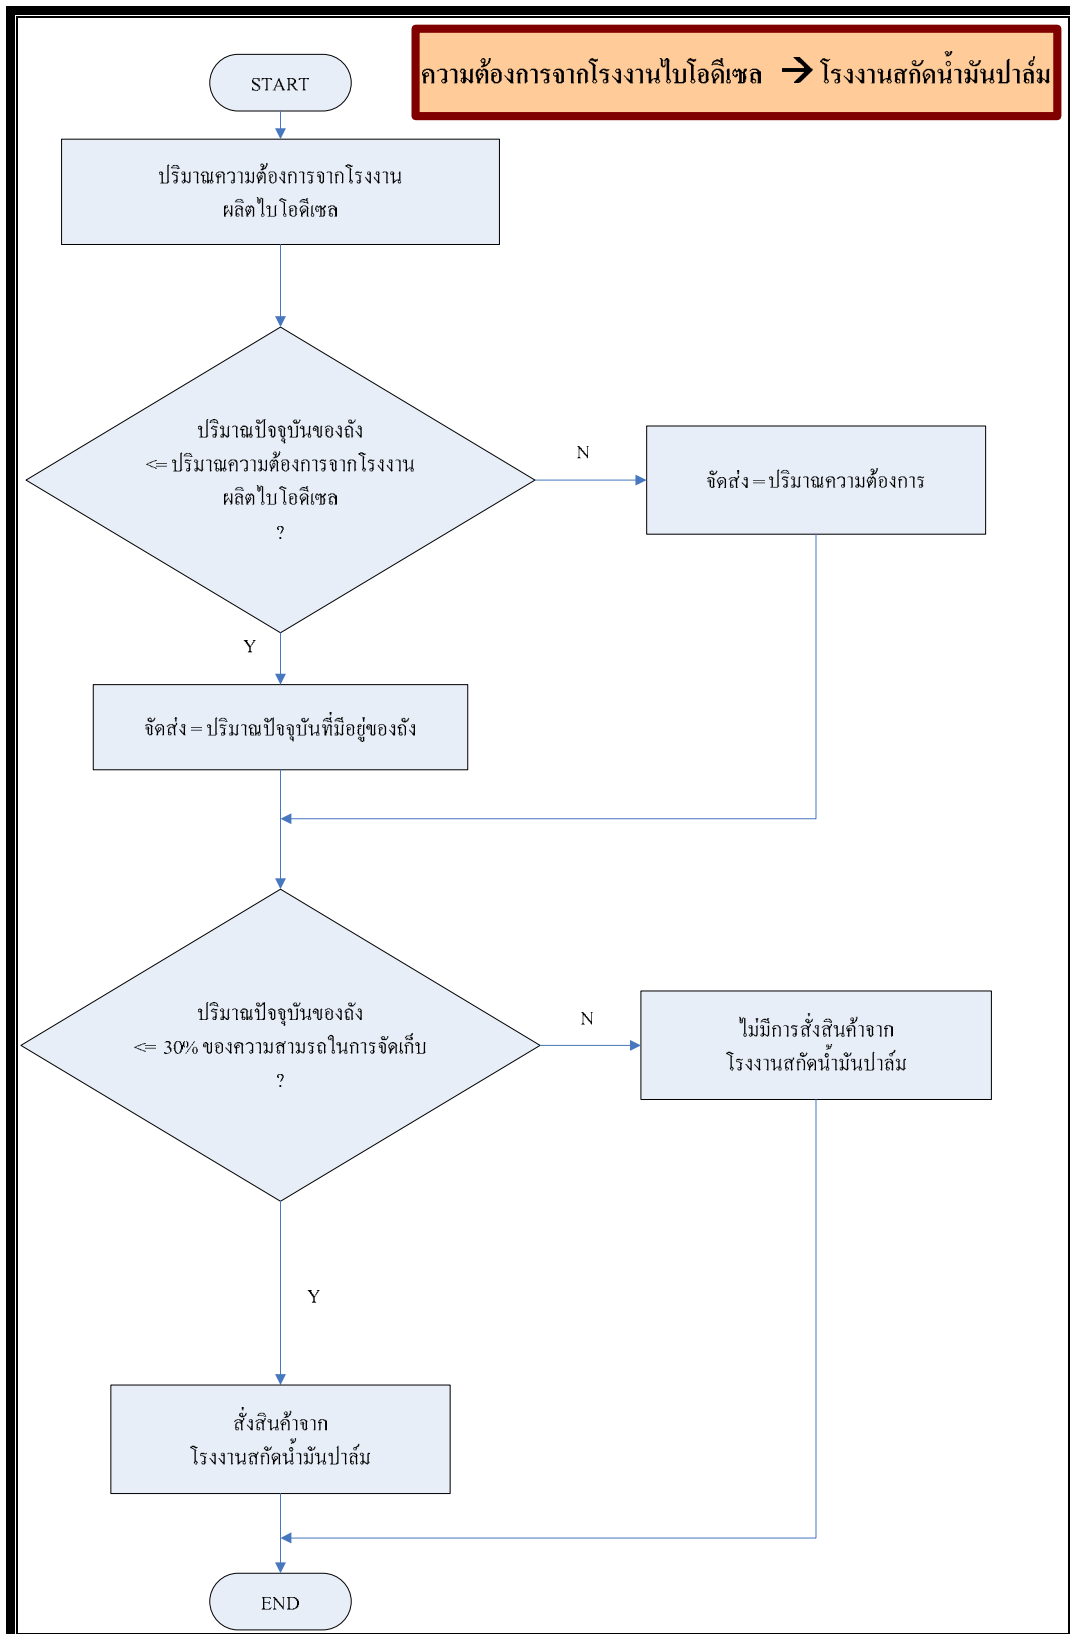 ความต้องการจากโรงงานไบโอดีเซล → โรงงานสกัดน้ำมันปาล์ม
START
ปริมาณความต้องการจากโรงงาน
ผลิตไบโอดีเซล
ปริมาณปัจจุบันของถัง
<= ปริมาณความต้องการจากโรงงาน
ผลิตไบโอดีเซล
?
N
จัดส่ง = ปริมาณความต้องการ
Y
จัดส่ง = ปริมาณปัจจุบันที่มีอยู่ของถัง
ปริมาณปัจจุบันของถัง
<= 30% ของความสามรถในการจัดเก็บ
?
N
ไม่มีการสั่งสินค้าจาก
โรงงานสกัดน้ำมันปาล์ม
Y
สั่งสินค้าจาก
โรงงานสกัดน้ำมันปาล์ม
END